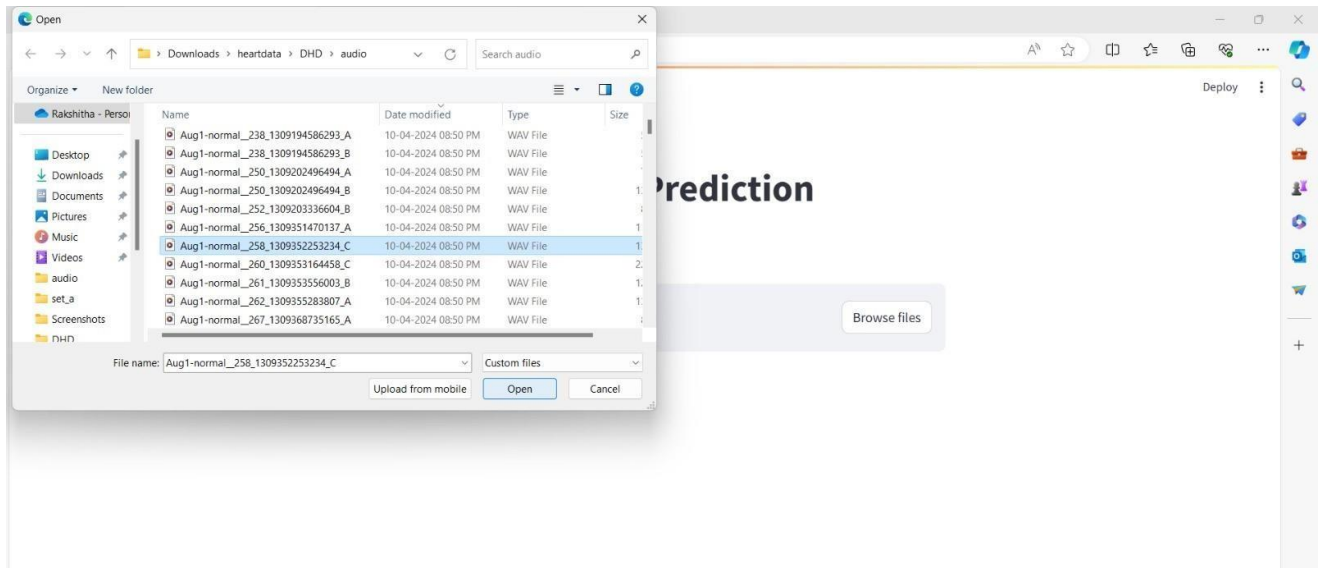 Open
Downloads > heartdata > DHD > audio
Search audio
Organize
New folder
Rakshitha - Person
Desktop
Downloads
Documents
Pictures
Music
Videos
audio
set_a
Screenshots
DHD
Name Date modified Type Size
Aug1-normal__238_1309194586293_A 10-04-2024 08:50 PM WAV File
Aug1-normal__238_1309194586293_B 10-04-2024 08:50 PM WAV File
Aug1-normal__250_1309202496494_A 10-04-2024 08:50 PM WAV File
Aug1-normal__250_1309202496494_B 10-04-2024 08:50 PM WAV File
Aug1-normal__252_1309203336604_B 10-04-2024 08:50 PM WAV File
Aug1-normal__256_1309351470137_A 10-04-2024 08:50 PM WAV File
Aug1-normal__258_1309352253234_C 10-04-2024 08:50 PM WAV File
Aug1-normal__260_1309353164458_C 10-04-2024 08:50 PM WAV File
Aug1-normal__261_1309353556003_B 10-04-2024 08:50 PM WAV File
Aug1-normal__262_1309355283807_A 10-04-2024 08:50 PM WAV File
Aug1-normal__267_1309368735165_A 10-04-2024 08:50 PM WAV File
File name: Aug1-normal__258_1309352253234_C
Custom files
Upload from mobile
Open
Cancel
Deploy
Prediction
Browse files